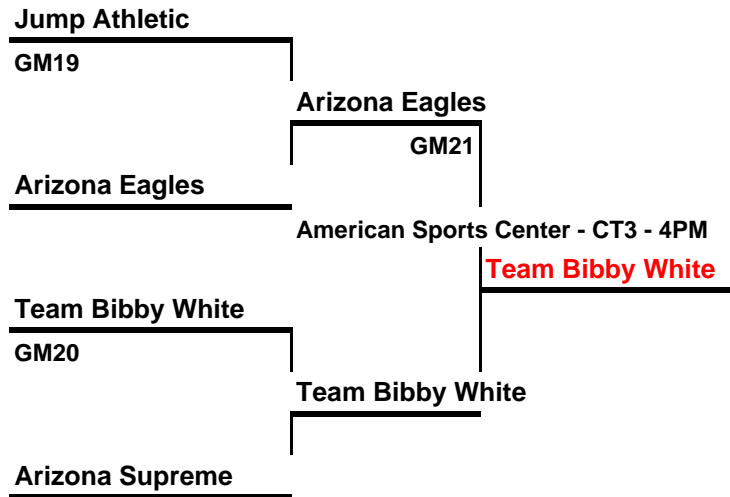 Jump Athletic
GM19
Arizona Eagles
GM21
Arizona Eagles
American Sports Center - CT3 - 4PM
Team Bibby White
Team Bibby White
GM20
Team Bibby White
Arizona Supreme